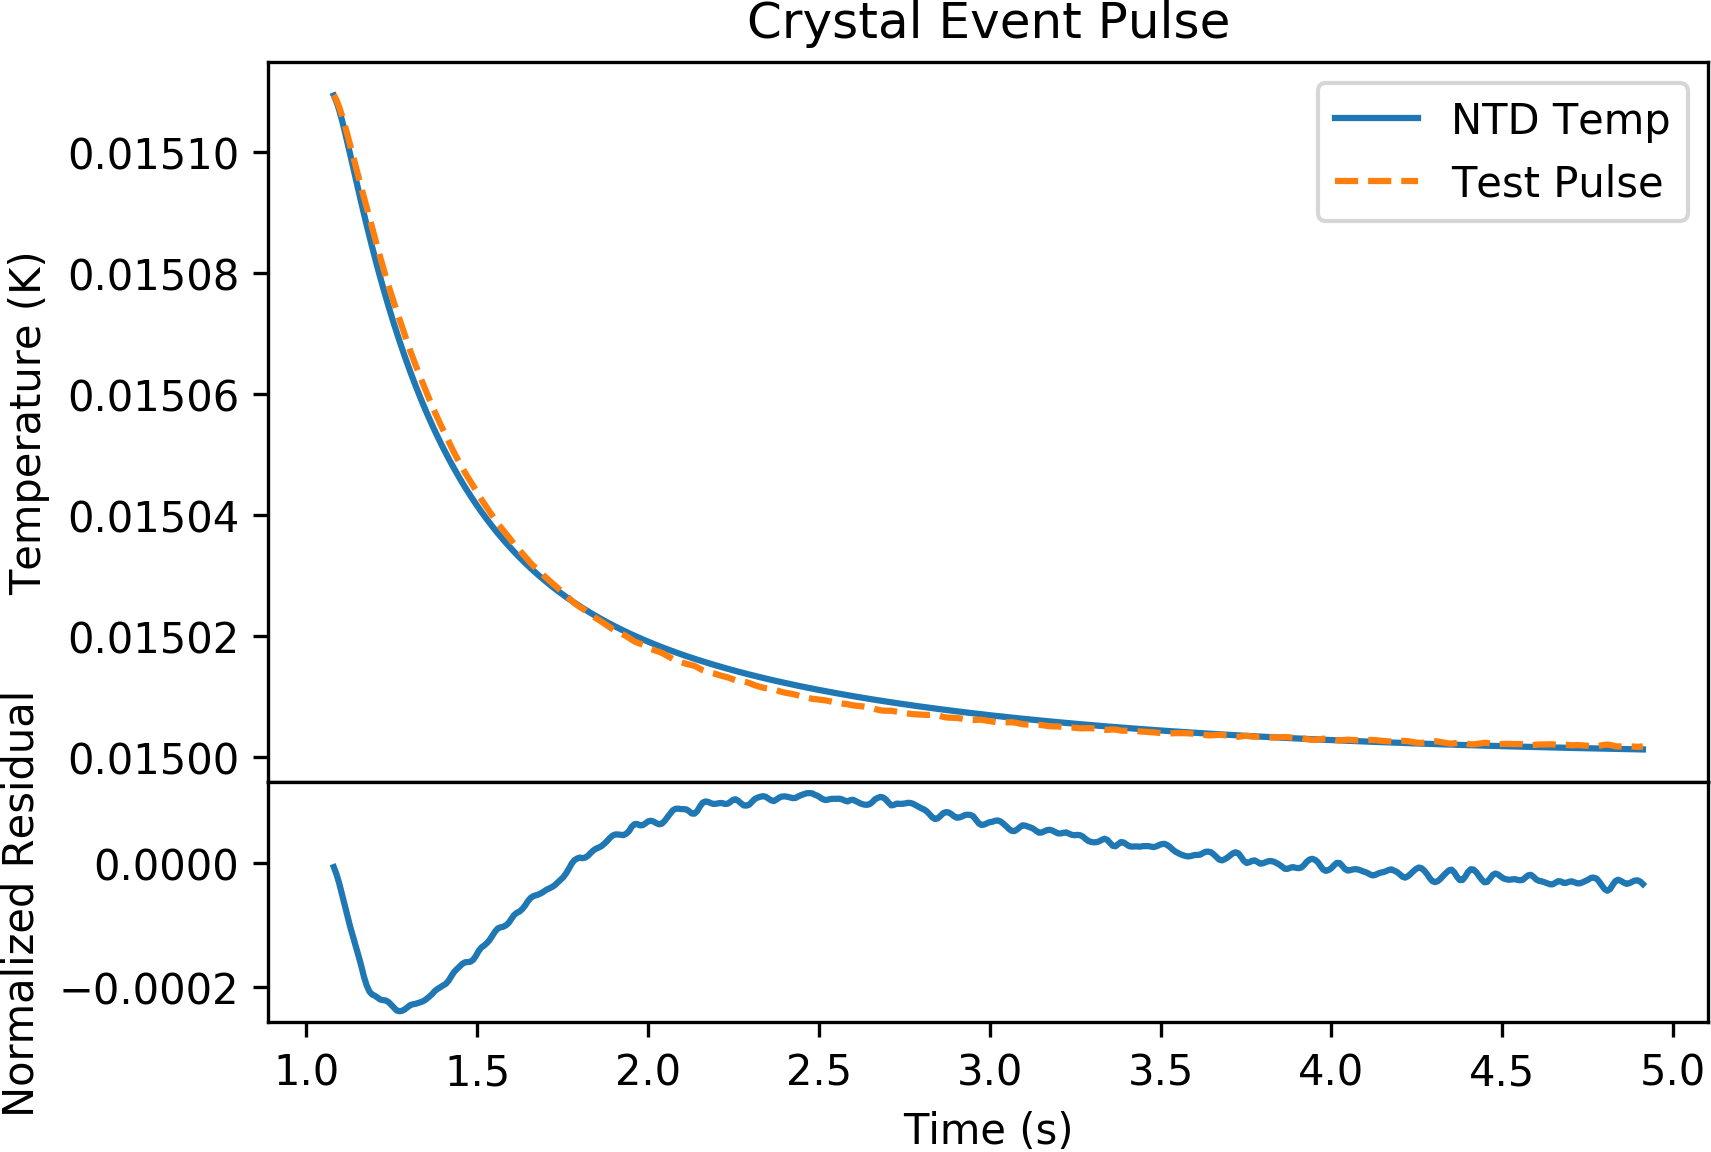 Crystal Event Pulse
NTD Temp
Test Pulse
Temperature (K)
0.01510
0.01508
0.01506
0.01504
0.01502
0.01500
Normalized Residual
0.0000
−0.0002
1.0 1.5 2.0 2.5 3.0 3.5 4.0 4.5 5.0
Time (s)